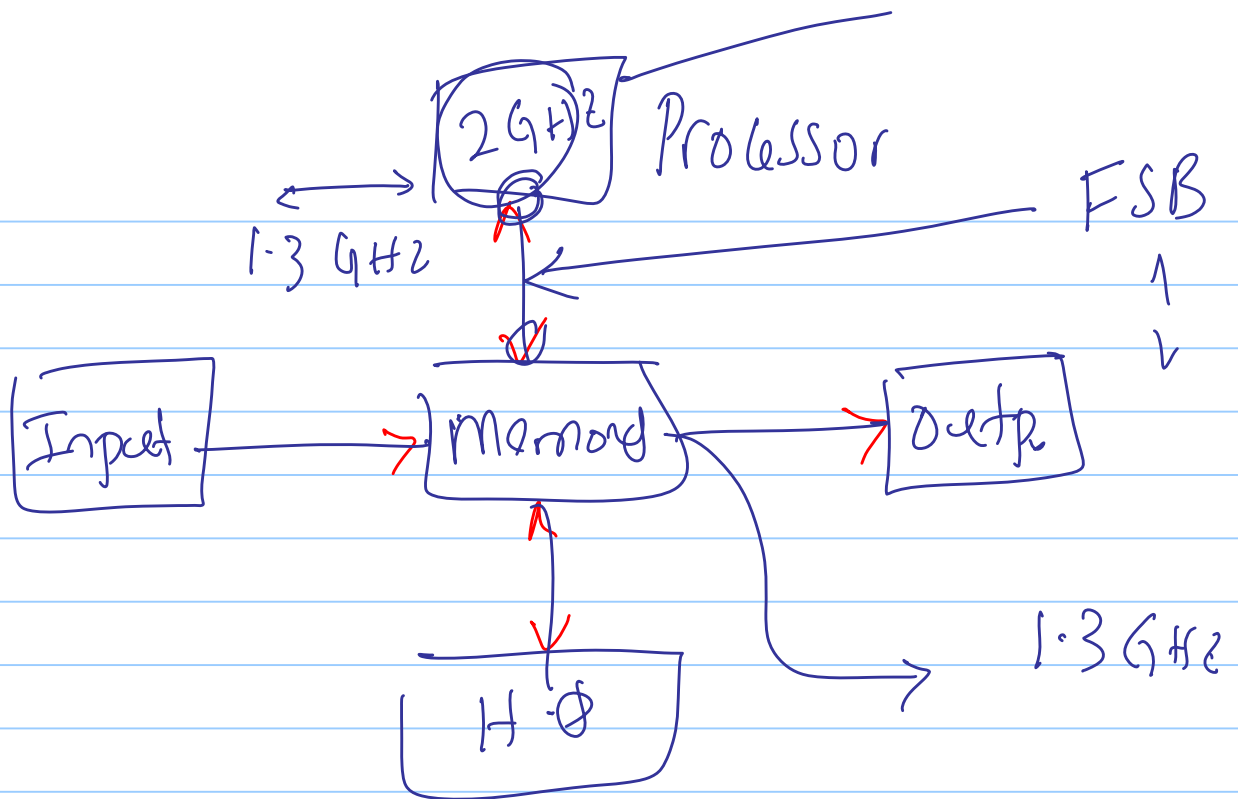 2 GHz
Processor
FSB
1.3 GHz
Input
Memory
Outp.
1.3 GHz
H.D